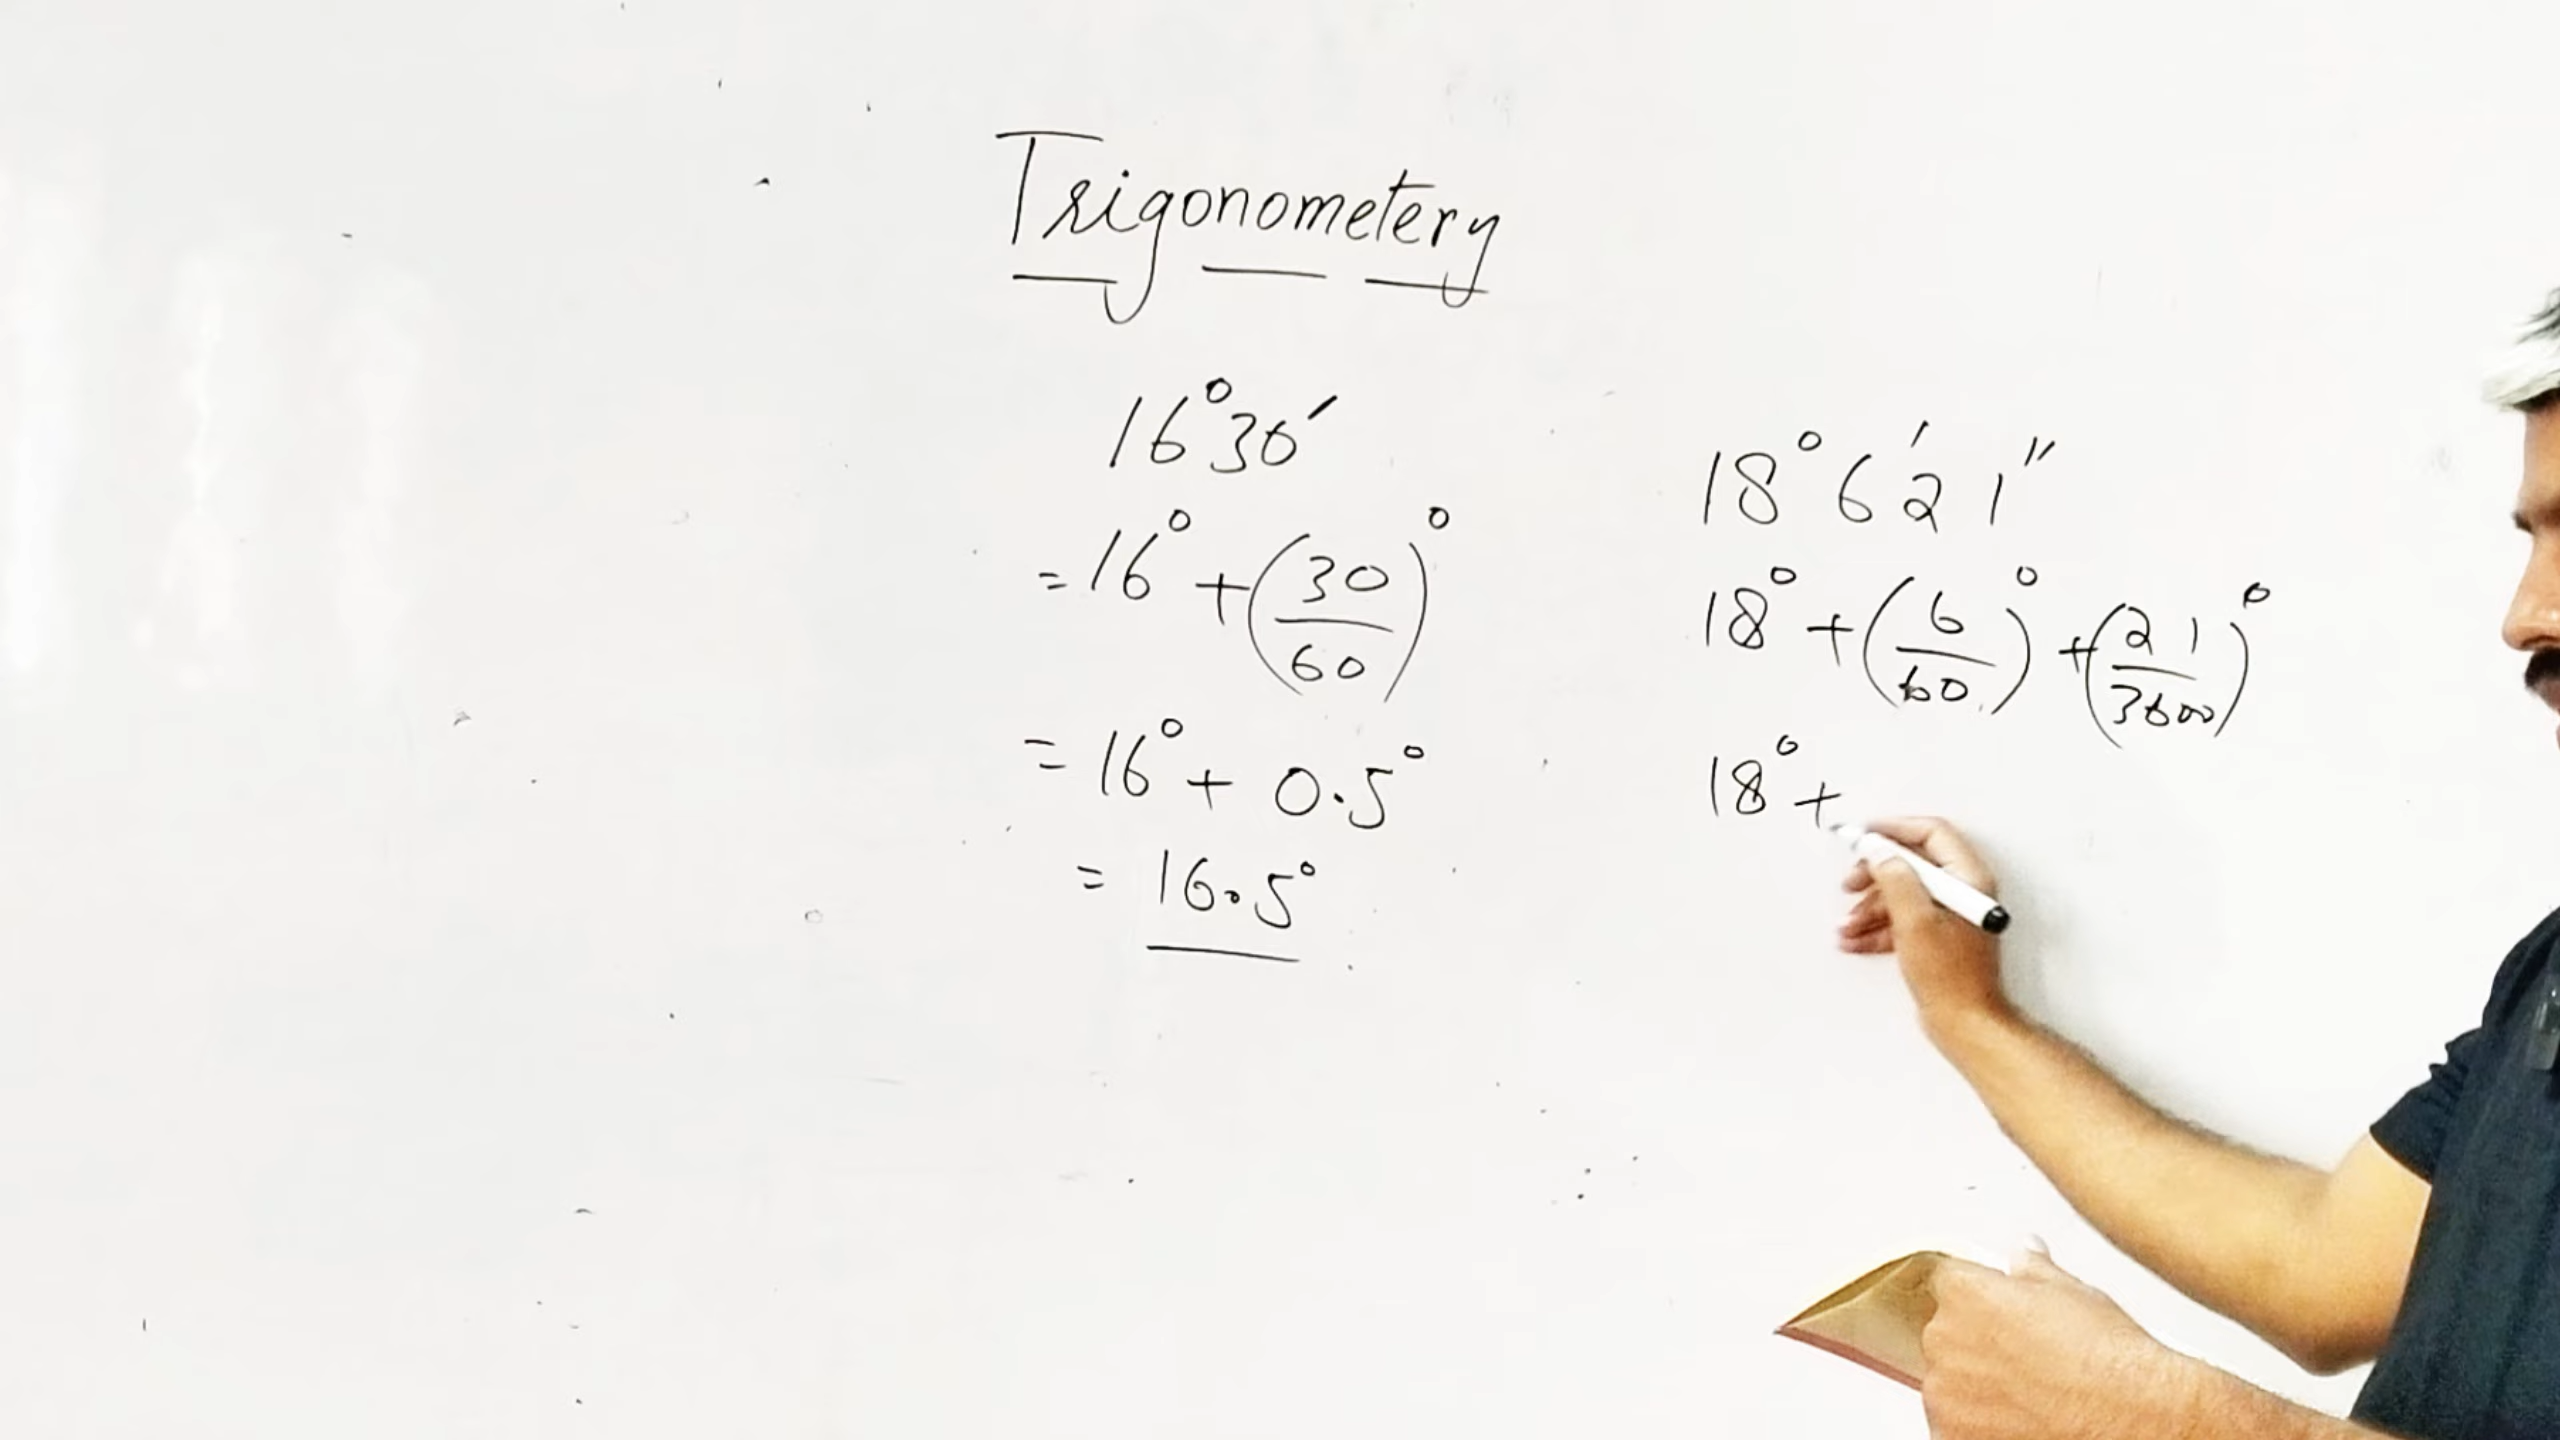 Trigonometery
16°30′
= 16° + (30/60)°
= 16° + 0.5°
= 16.5°
18°6′21″
18° + (6/60)° + (21/3600)°
18° +